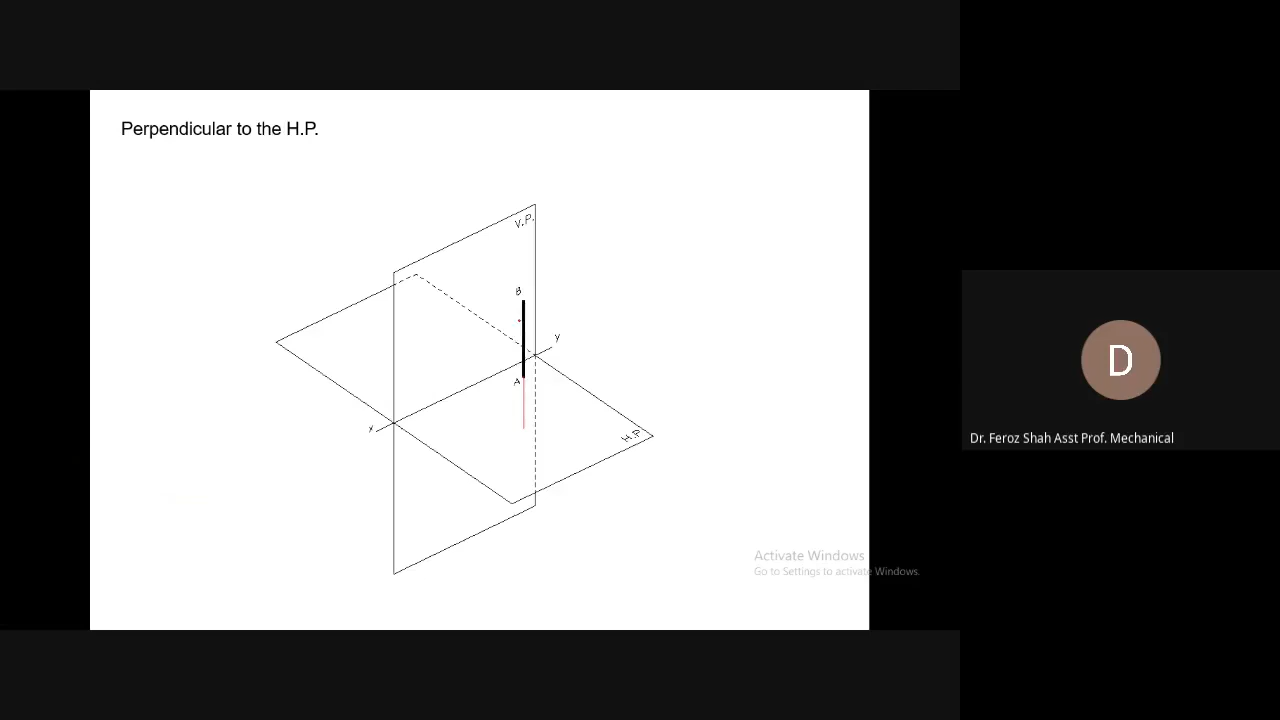 Perpendicular to the H.P.
V.P.
B
y
A
x
H.P.
D
Dr. Feroz Shah Asst Prof. Mechanical
Activate Windows
Go to Settings to activate Windows.